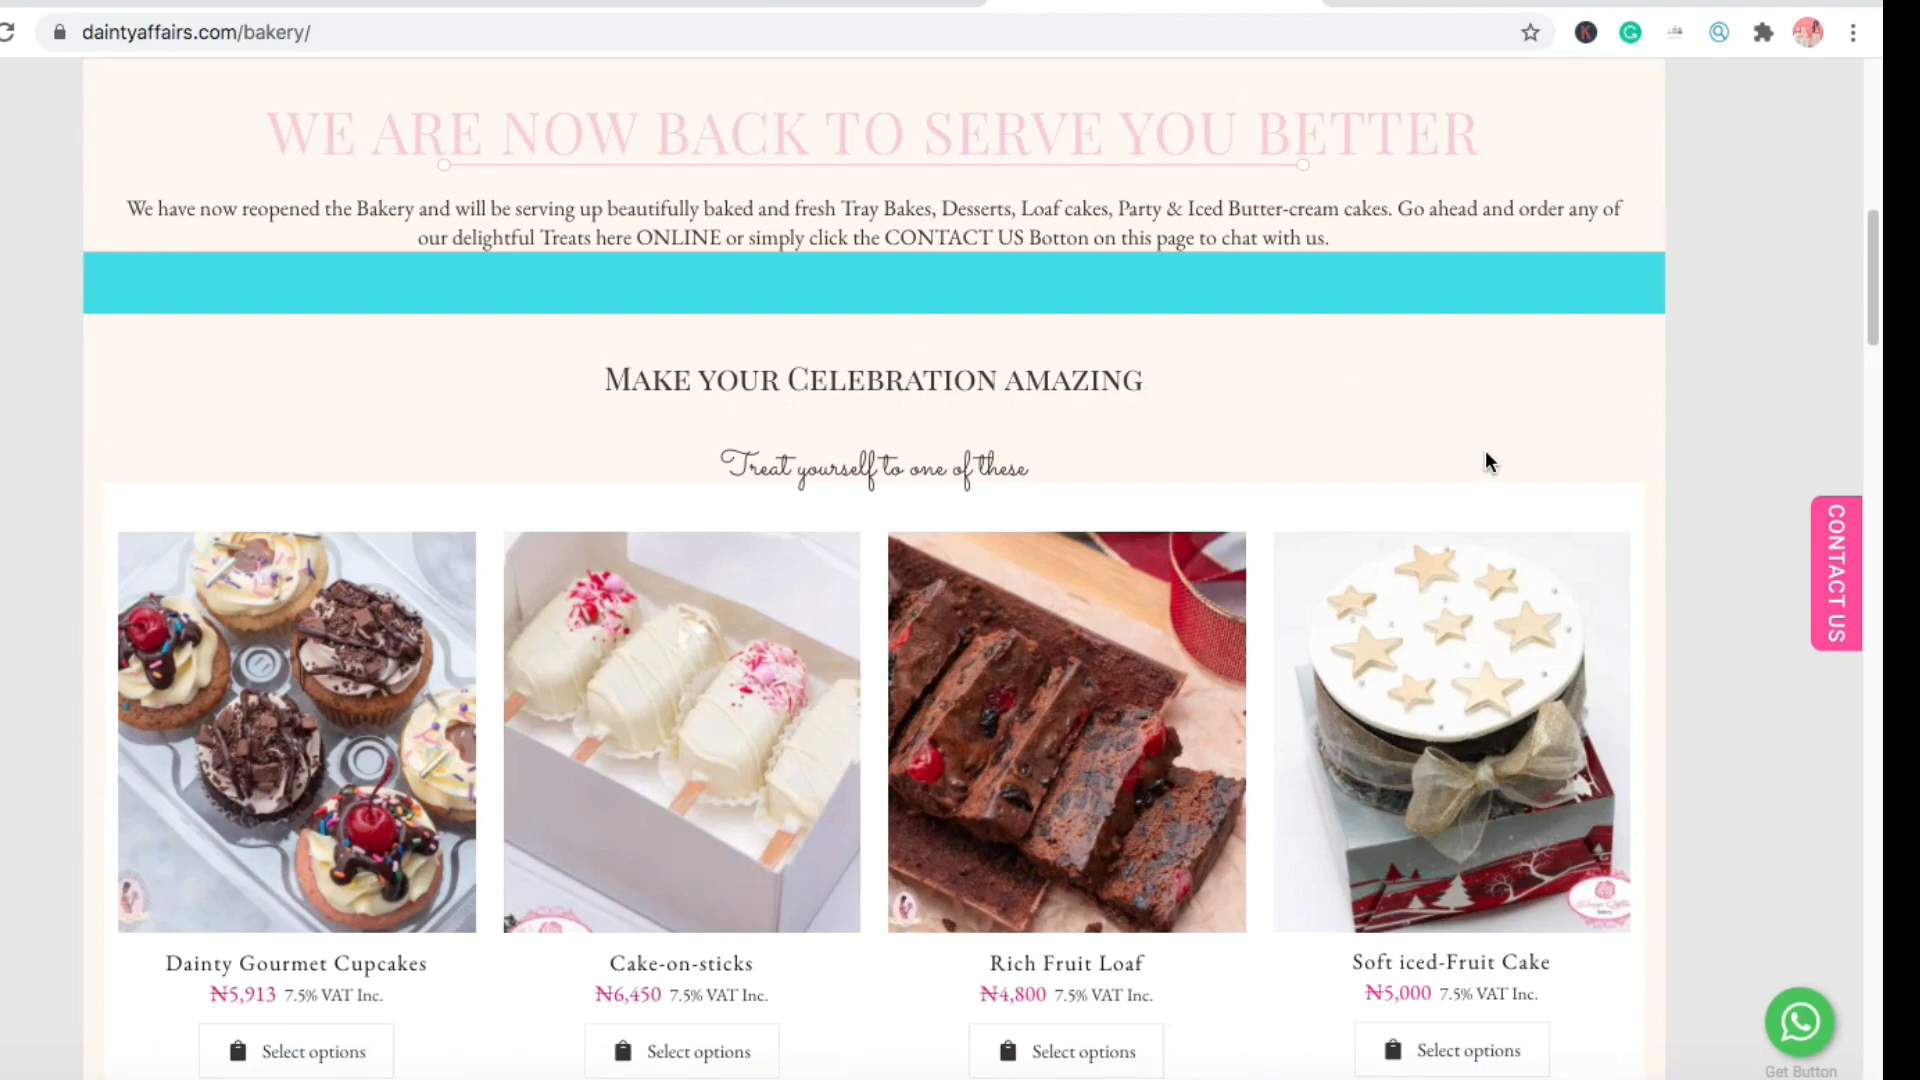 daintyaffairs.com/bakery/
WE ARE NOW BACK TO SERVE YOU BETTER
We have now reopened the Bakery and will be serving up beautifully baked and fresh Tray Bakes, Desserts, Loaf cakes, Party & Iced Butter-cream cakes. Go ahead and order any of
our delightful Treats here ONLINE or simply click the CONTACT US Botton on this page to chat with us.
MAKE YOUR CELEBRATION AMAZING
Treat yourself to one of these
CONTACT US
Dainty Gourmet Cupcakes
₦5,913 7.5% VAT Inc.
Select options
Cake-on-sticks
₦6,450 7.5% VAT Inc.
Select options
Rich Fruit Loaf
₦4,800 7.5% VAT Inc.
Select options
Soft iced-Fruit Cake
₦5,000 7.5% VAT Inc.
Select options
Get Button